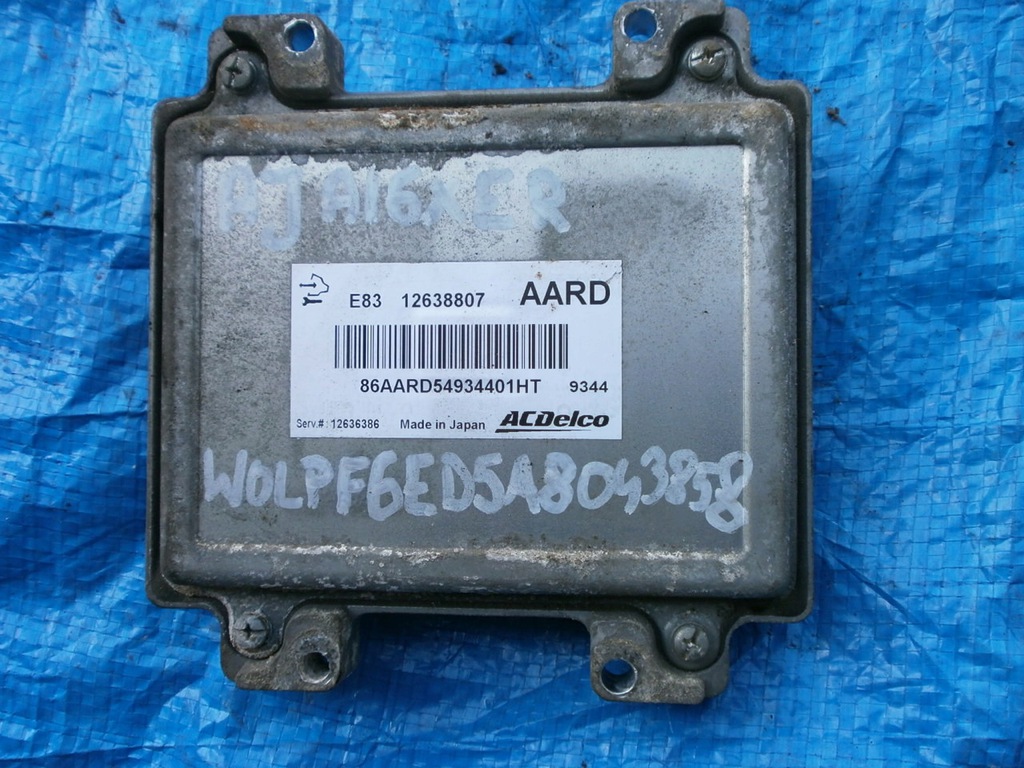 AJ A16XER
E83 12638807 AARD
86AARD54934401HT 9344
Serv.#: 12636386 Made in Japan ACDelco
W0LPF6ED5A8043858